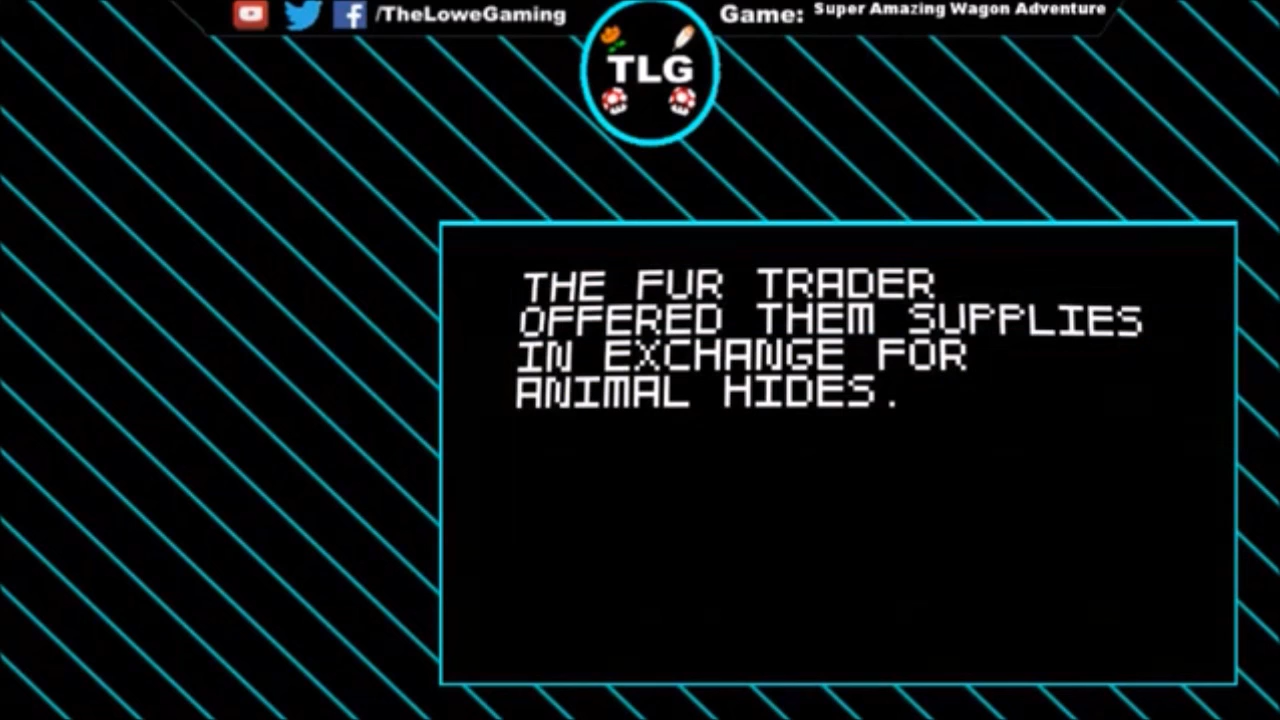 /TheLoweGaming
Game: Super Amazing Wagon Adventure
TLG
THE FUR TRADER
OFFERED THEM SUPPLIES
IN EXCHANGE FOR
ANIMAL HIDES.